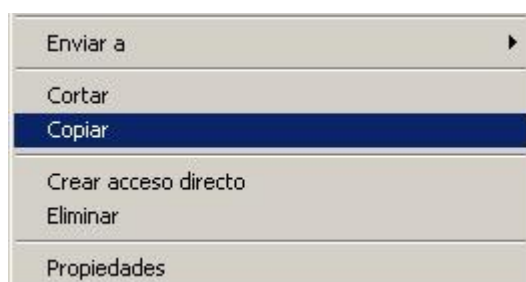 Enviar a
Cortar
Copiar
Crear acceso directo
Eliminar
Propiedades